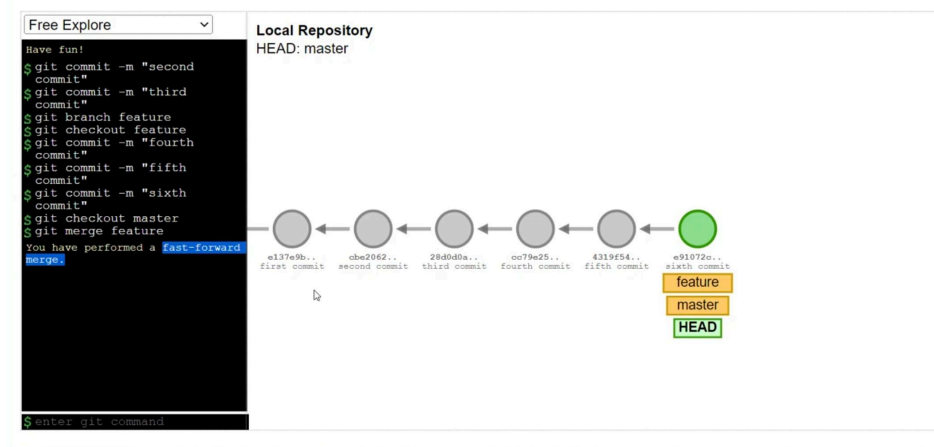 Free Explore
Have fun!
$ git commit -m "second
commit"
$ git commit -m "third
commit"
$ git branch feature
$ git checkout feature
$ git commit -m "fourth
commit"
$ git commit -m "fifth
commit"
$ git commit -m "sixth
commit"
$ git checkout master
$ git merge feature
You have performed a fast-forward
merge.
$ enter git command
Local Repository
HEAD: master
e137e9b.. cbe2062.. 28d0d0a.. cc79e25.. 4319f54.. e91072c..
first commit second commit third commit fourth commit fifth commit sixth commit
feature
master
HEAD